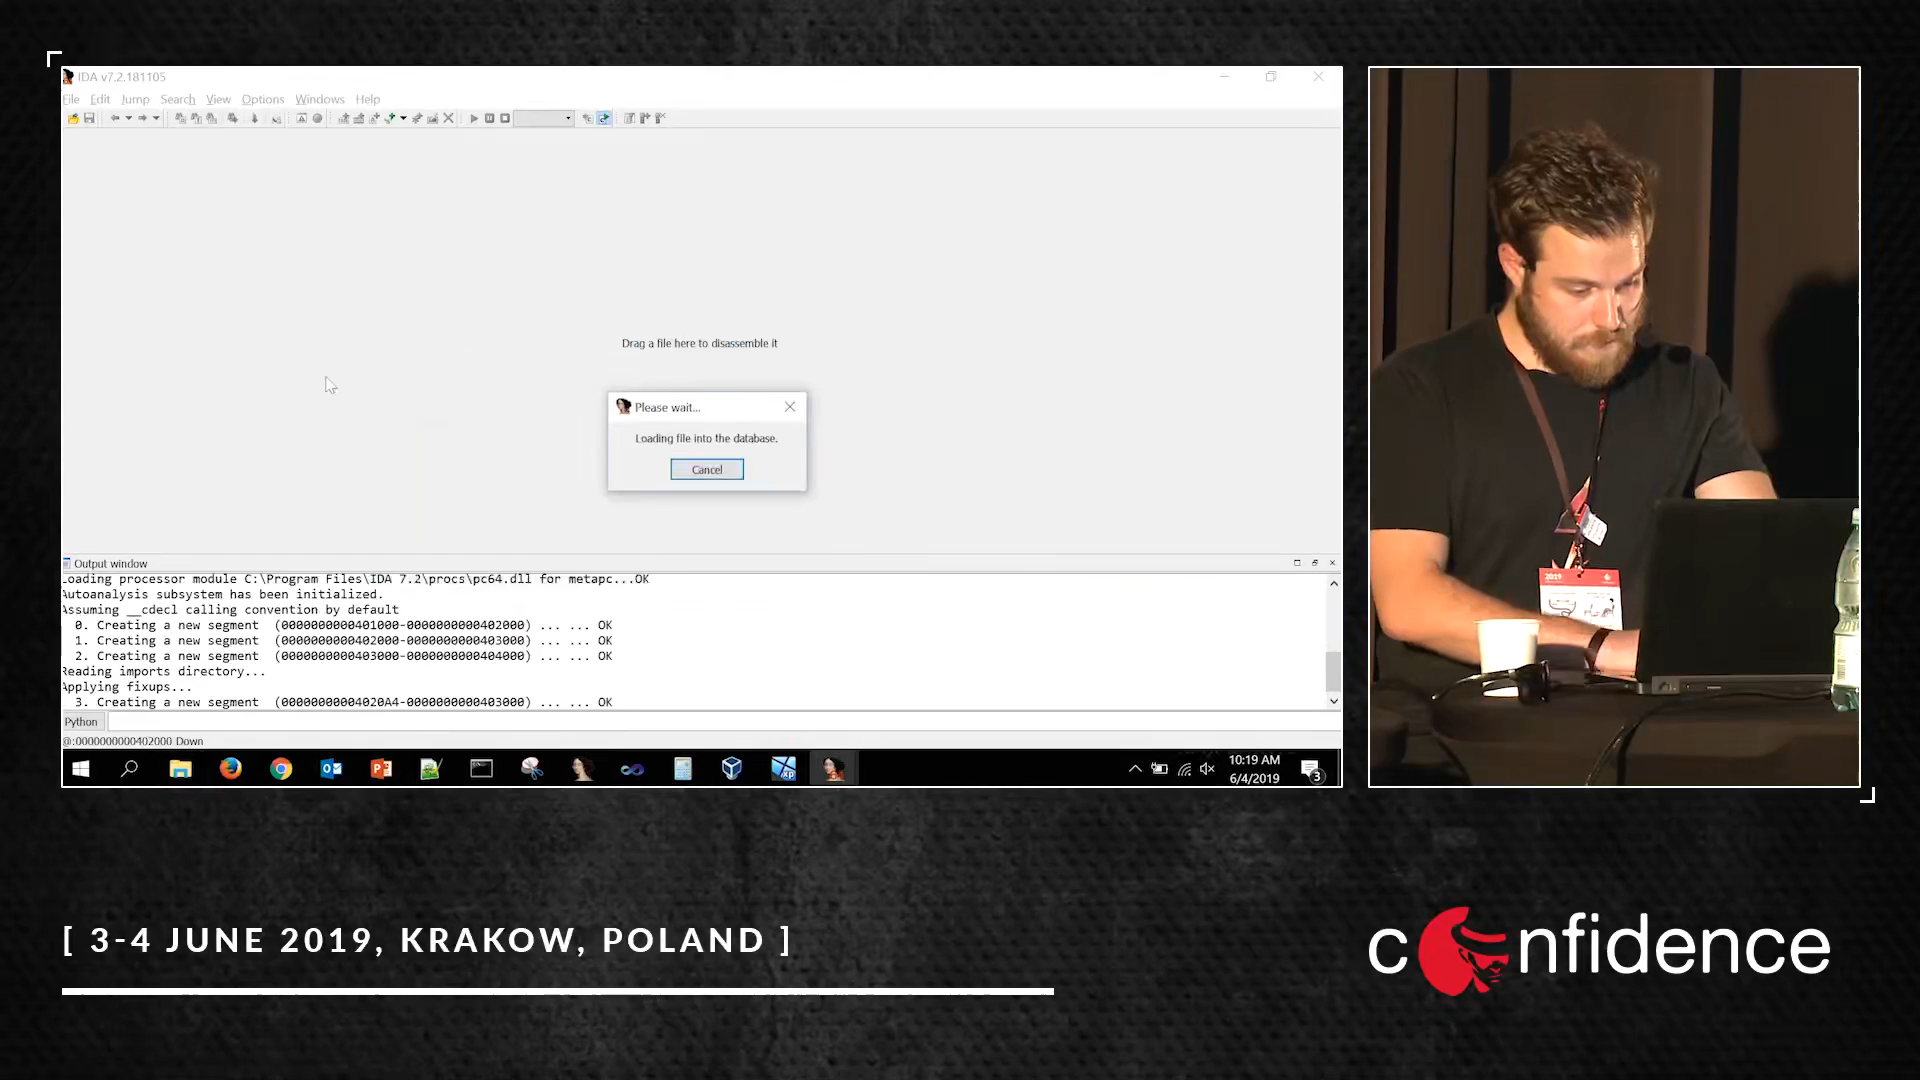 IDA v7.2.181105
File Edit Jump Search View Options Windows Help
Drag a file here to disassemble it
Please wait...
Loading file into the database.
Cancel
Output window
Loading processor module C:\Program Files\IDA 7.2\procs\pc64.dll for metapc...OK
Autoanalysis subsystem has been initialized.
Assuming __cdecl calling convention by default
0. Creating a new segment (0000000000401000-0000000000402000) ... ... OK
1. Creating a new segment (0000000000402000-0000000000403000) ... ... OK
2. Creating a new segment (0000000000403000-0000000000404000) ... ... OK
Reading imports directory...
Applying fixups...
3. Creating a new segment (00000000004020A4-0000000000403000) ... ... OK
Python
@:0000000000402000 Down
10:19 AM
6/4/2019
3
2019
[ 3-4 JUNE 2019, KRAKOW, POLAND ]
confidence